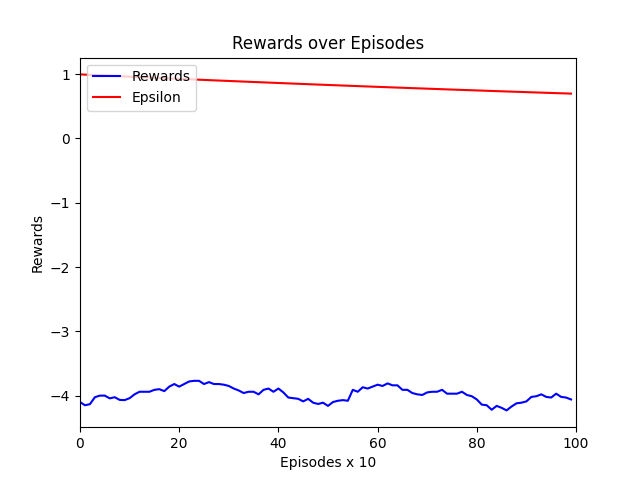 Rewards over Episodes
Rewards
Epsilon
1
0
−1
−2
−3
−4
Rewards
0 20 40 60 80 100
Episodes x 10